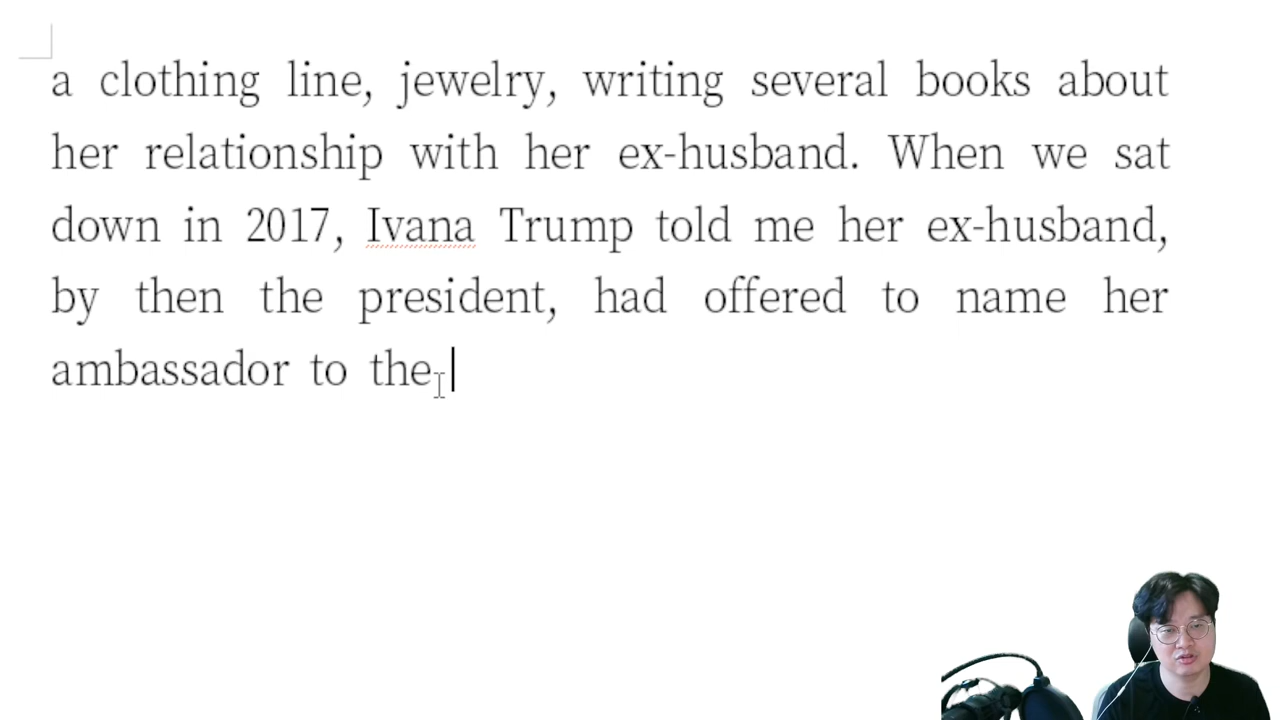 a clothing line, jewelry, writing several books about
her relationship with her ex-husband. When we sat
down in 2017, Ivana Trump told me her ex-husband,
by then the president, had offered to name her
ambassador to the